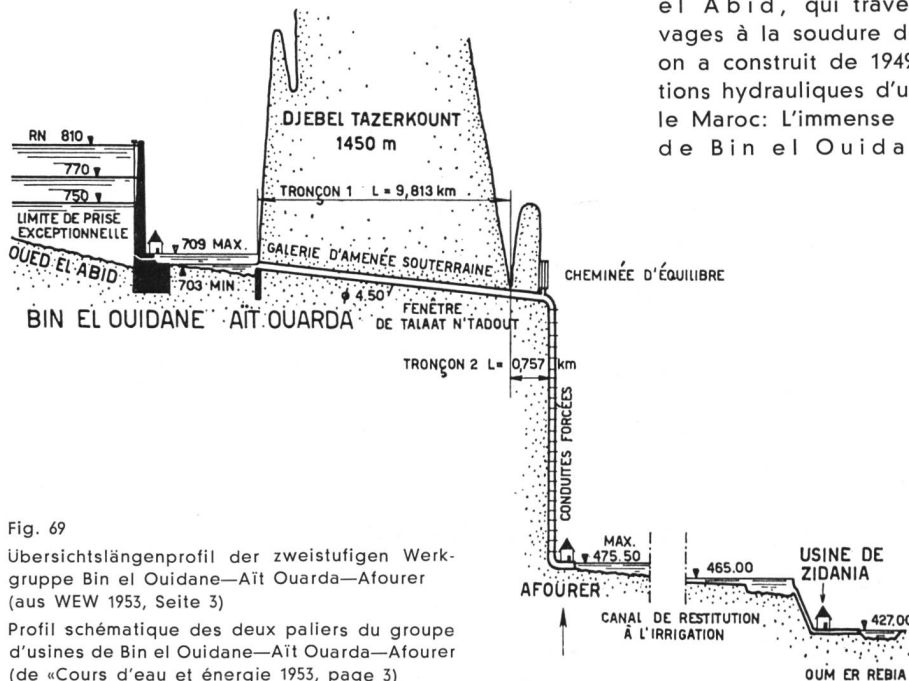 el Abid, qui trave
vages à la soudure d
on a construit de 1949
tions hydrauliques d'u
le Maroc: L'immense
de Bin el Ouida
DJEBEL TAZERKOUNT
1450 m
RN 810
770
750
LIMITE DE PRISE
EXCEPTIONNELLE
OUED EL ABID
TRONÇON 1 L = 9,813 km
709 MAX.
703 MIN
GALERIE D'AMENÉE SOUTERRAINE
CHEMINÉE D'ÉQUILIBRE
ϕ 4.50
FENÊTRE
DE TALAAT N'TADOUT
BIN EL OUIDANE AÏT OUARDA
TRONÇON 2 L = 0,757 km
CONDUITES FORCÉES
MAX.
475.50
AFOURER
465.00
CANAL DE RESTITUTION
À L'IRRIGATION
USINE DE
ZIDANIA
427.00
OUM ER REBIA
Fig. 69
Übersichtslängenprofil der zweistufigen Werk-
gruppe Bin el Ouidane—Aït Ouarda—Afourer
(aus WEW 1953, Seite 3)
Profil schématique des deux paliers du groupe
d'usines de Bin el Ouidane—Aït Ouarda—Afourer
(de «Cours d'eau et énergie 1953, page 3)